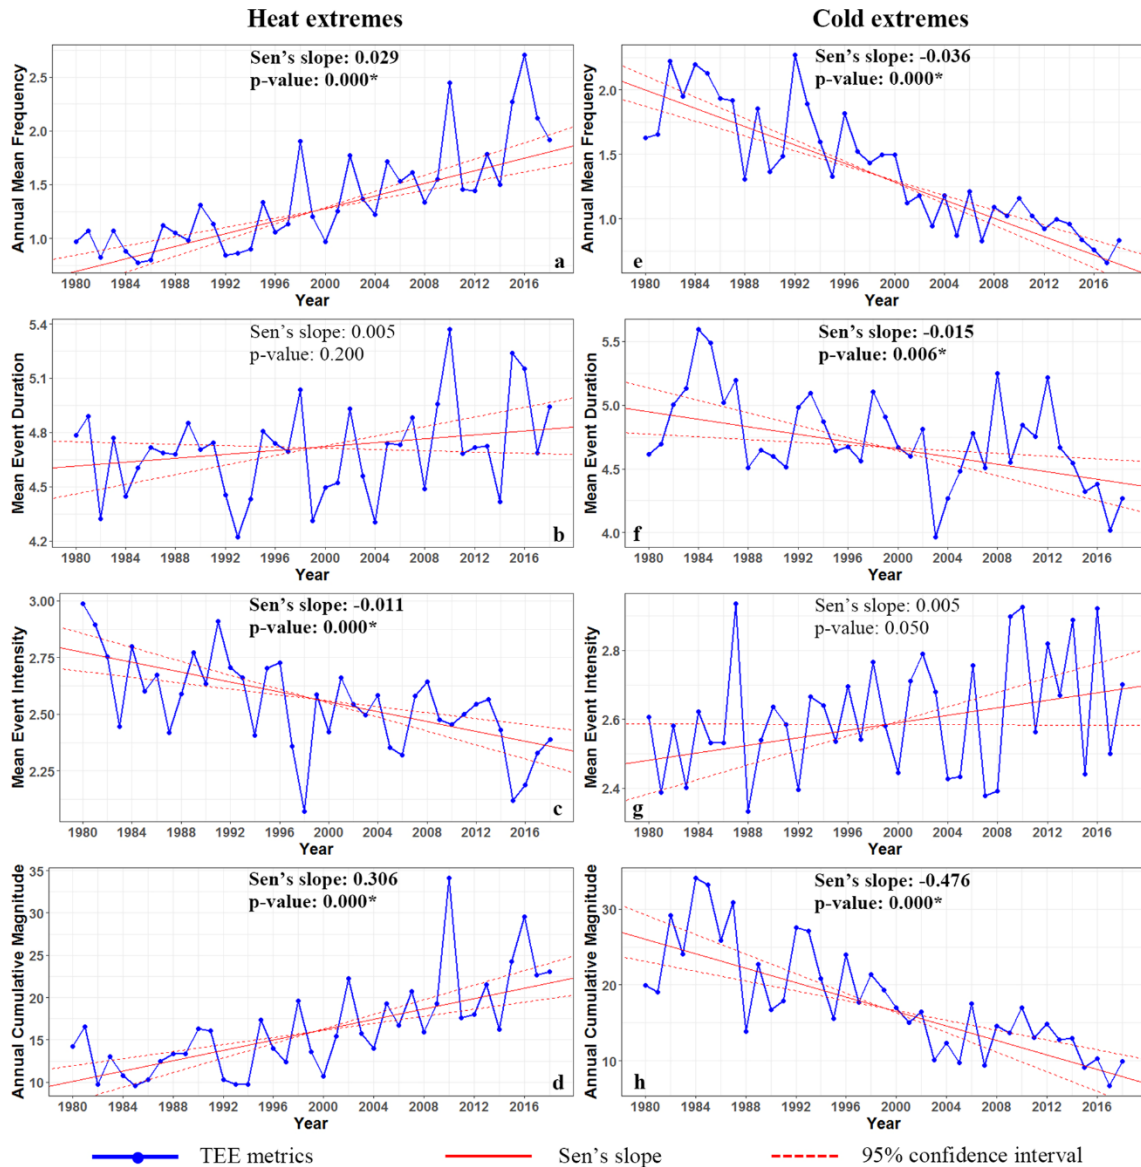 Heat extremes
Cold extremes
Sen's slope: 0.029
p-value: 0.000*
Annual Mean Frequency
2.5
2.0
1.5
1.0
a
1980 1984 1988 1992 1996 2000 2004 2008 2012 2016
Year
Sen's slope: -0.036
p-value: 0.000*
Annual Mean Frequency
2.0
1.5
1.0
e
1980 1984 1988 1992 1996 2000 2004 2008 2012 2016
Year
Sen's slope: 0.005
p-value: 0.200
Mean Event Duration
5.4
5.1
4.8
4.5
4.2
b
1980 1984 1988 1992 1996 2000 2004 2008 2012 2016
Year
Sen's slope: -0.015
p-value: 0.006*
Mean Event Duration
5.5
5.0
4.5
4.0
f
1980 1984 1988 1992 1996 2000 2004 2008 2012 2016
Year
Sen's slope: -0.011
p-value: 0.000*
Mean Event Intensity
3.00
2.75
2.50
2.25
c
1980 1984 1988 1992 1996 2000 2004 2008 2012 2016
Year
Sen's slope: 0.005
p-value: 0.050
Mean Event Intensity
2.8
2.6
2.4
g
1980 1984 1988 1992 1996 2000 2004 2008 2012 2016
Year
Sen's slope: 0.306
p-value: 0.000*
Annual Cumulative Magnitude
35
30
25
20
15
10
d
1980 1984 1988 1992 1996 2000 2004 2008 2012 2016
Year
Sen's slope: -0.476
p-value: 0.000*
Annual Cumulative Magnitude
30
20
10
h
1980 1984 1988 1992 1996 2000 2004 2008 2012 2016
Year
TEE metrics
Sen's slope
95% confidence interval